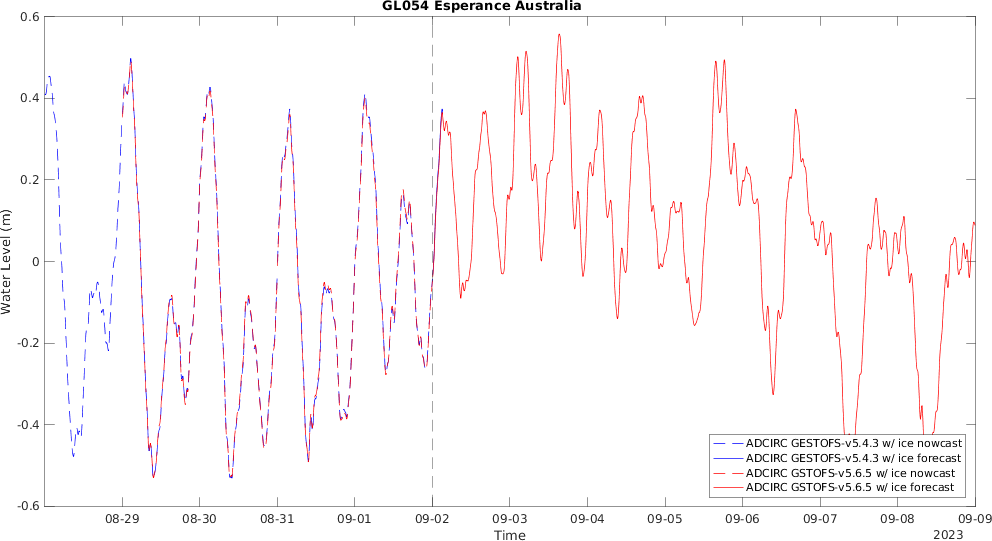 GL054 Esperance Australia
0.6
0.4
0.2
0
-0.2
-0.4
-0.6
Water Level (m)
ADCIRC GESTOFS-v5.4.3 w/ ice nowcast
ADCIRC GESTOFS-v5.4.3 w/ ice forecast
ADCIRC GSTOFS-v5.6.5 w/ ice nowcast
ADCIRC GSTOFS-v5.6.5 w/ ice forecast
08-29 08-30 08-31 09-01 09-02 09-03 09-04 09-05 09-06 09-07 09-08 09-09
Time
2023